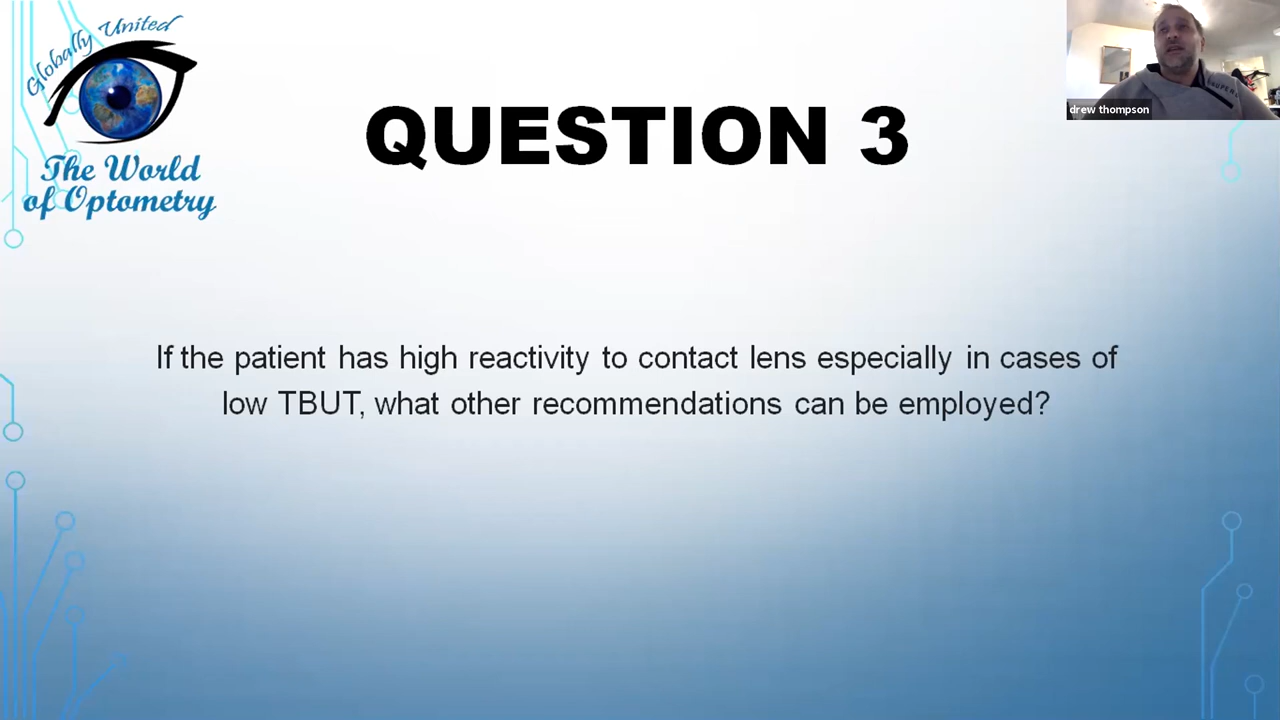 Globally United
The World
of Optometry
QUESTION 3
drew thompson
If the patient has high reactivity to contact lens especially in cases of
low TBUT, what other recommendations can be employed?